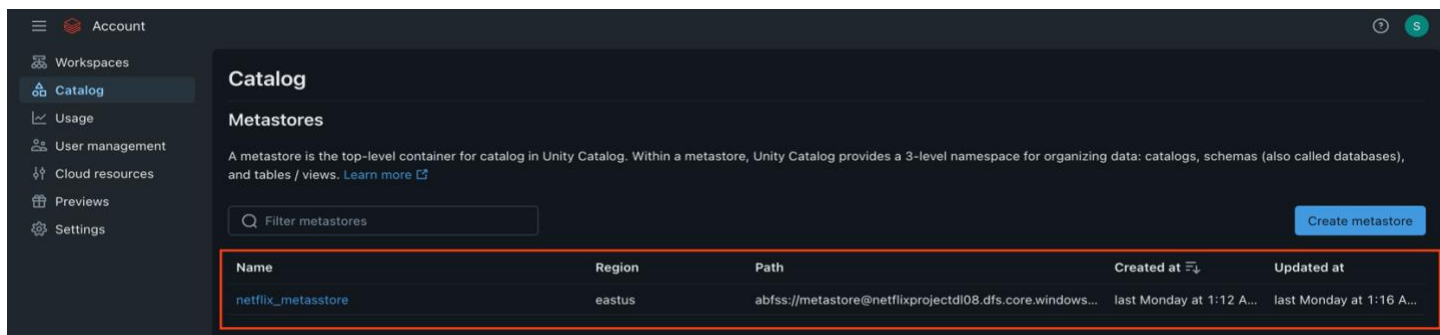 Account
S
Workspaces
Catalog
Usage
User management
Cloud resources
Previews
Settings
Catalog
Metastores
A metastore is the top-level container for catalog in Unity Catalog. Within a metastore, Unity Catalog provides a 3-level namespace for organizing data: catalogs, schemas (also called databases),
and tables / views. Learn more
Filter metastores
Create metastore
Name Region Path Created at Updated at
netflix_metasstore eastus abfss://metastore@netflixprojectdl08.dfs.core.windows... last Monday at 1:12 A... last Monday at 1:16 A...